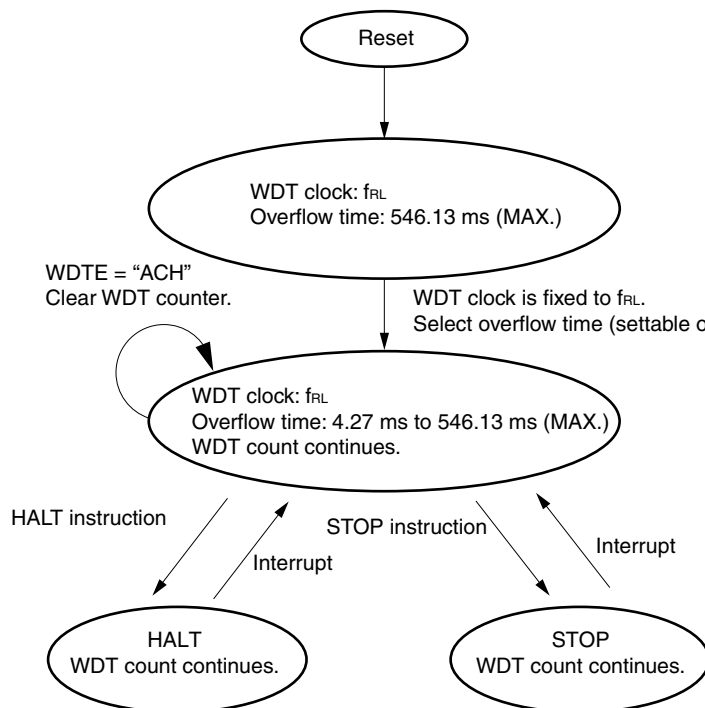 Reset
WDT clock: fRL
Overflow time: 546.13 ms (MAX.)
WDTE = “ACH”
Clear WDT counter.
WDT clock is fixed to fRL.
Select overflow time (settable o
WDT clock: fRL
Overflow time: 4.27 ms to 546.13 ms (MAX.)
WDT count continues.
HALT instruction
Interrupt
STOP instruction
Interrupt
HALT
WDT count continues.
STOP
WDT count continues.